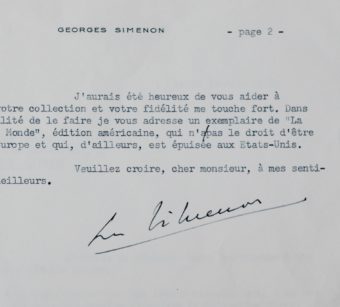 GEORGES SIMENON - page 2 -
J'aurais été heureux de vous aider à
otre collection et votre fidélité me touche fort. Dans
lité de le faire je vous adresse un exemplaire de "La
Monde", édition américaine, qui n'a pas le droit d'être
urope et qui, d'ailleurs, est épuisée aux Etats-Unis.
Veuillez croire, cher monsieur, à mes senti-
eilleurs.
Simenon